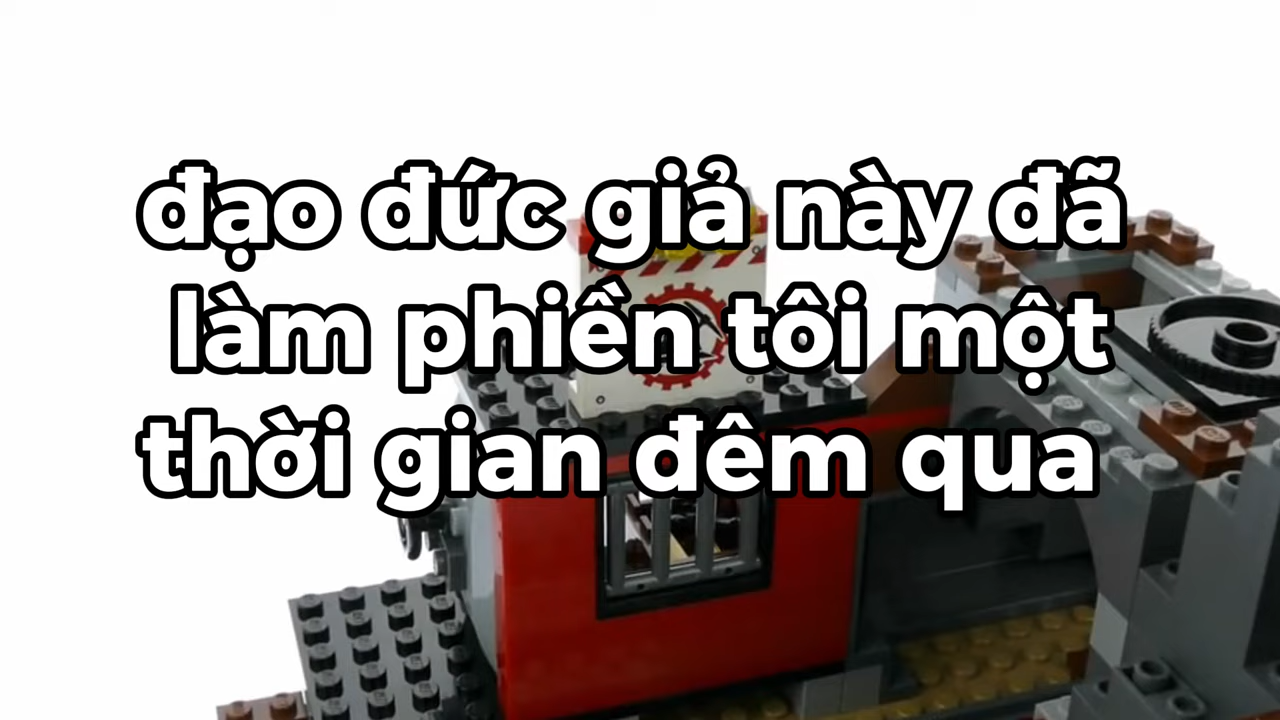 đạo đức giả này đã
làm phiền tôi một
thời gian đêm qua